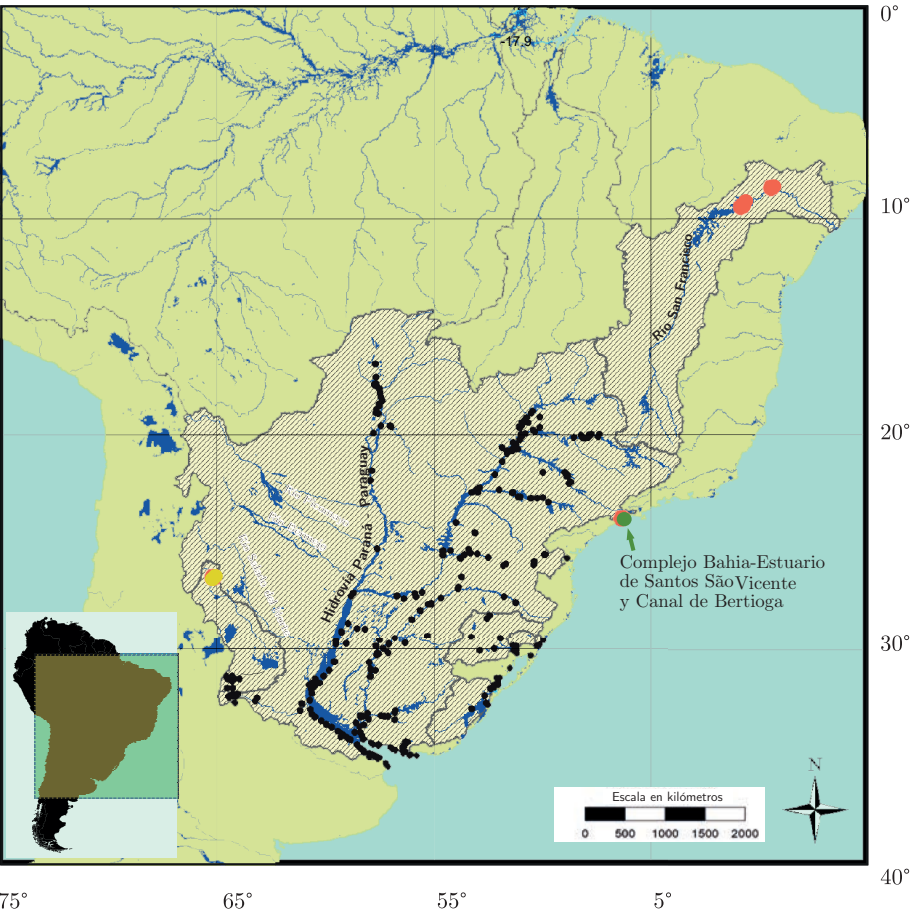 0°
-17.9
10°
Rio San Francisco
20°
Paraguay
Hidrovia Paraná
Complejo Bahia-Estuario
de Santos São Vicente
y Canal de Bertioga
30°
N
Escala en kilómetros
0 500 1000 1500 2000
40°
75° 65° 55° 5°